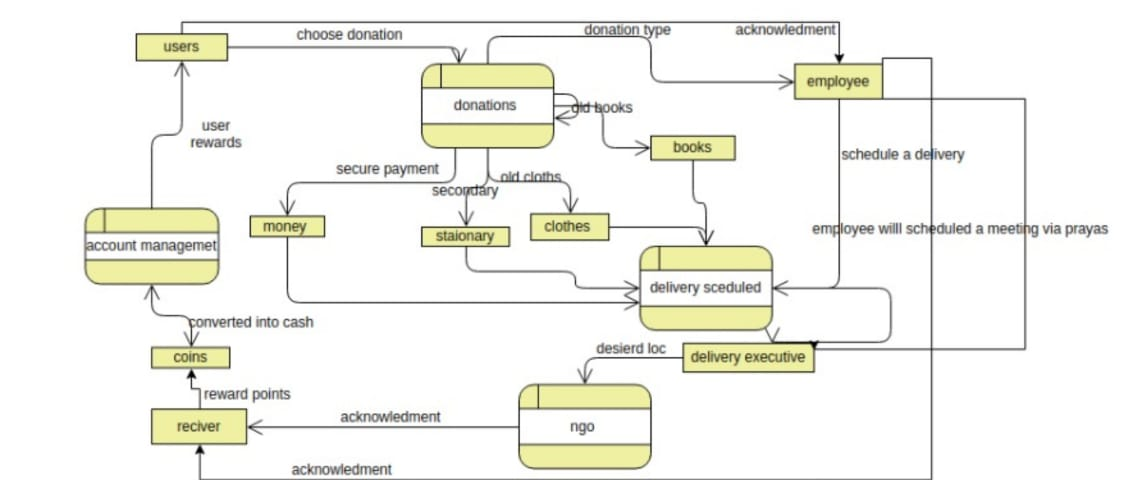 donation type
acknowledgment
users
choose donation
employee
donations
old books
books
user
rewards
schedule a delivery
secure payment
old cloths
secondary
money
staionary
clothes
employee willl scheduled a meeting via prayas
account managemet
delivery sceduled
converted into cash
coins
desierd loc
delivery executive
reward points
acknowledment
reciver
ngo
acknowledment